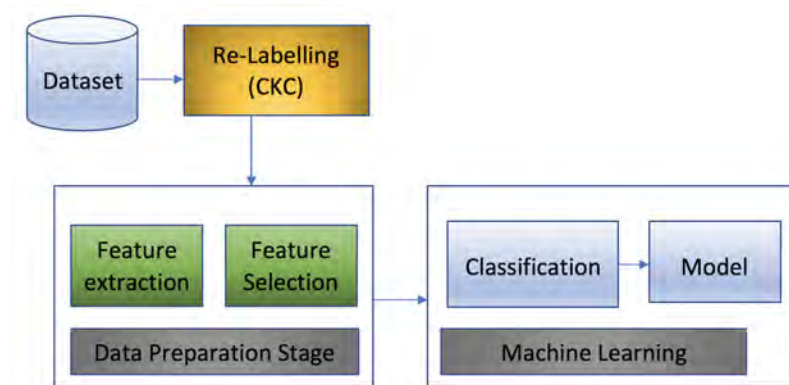 Dataset
Re-Labelling
(CKC)
Feature
extraction
Feature
Selection
Data Preparation Stage
Classification
Model
Machine Learning